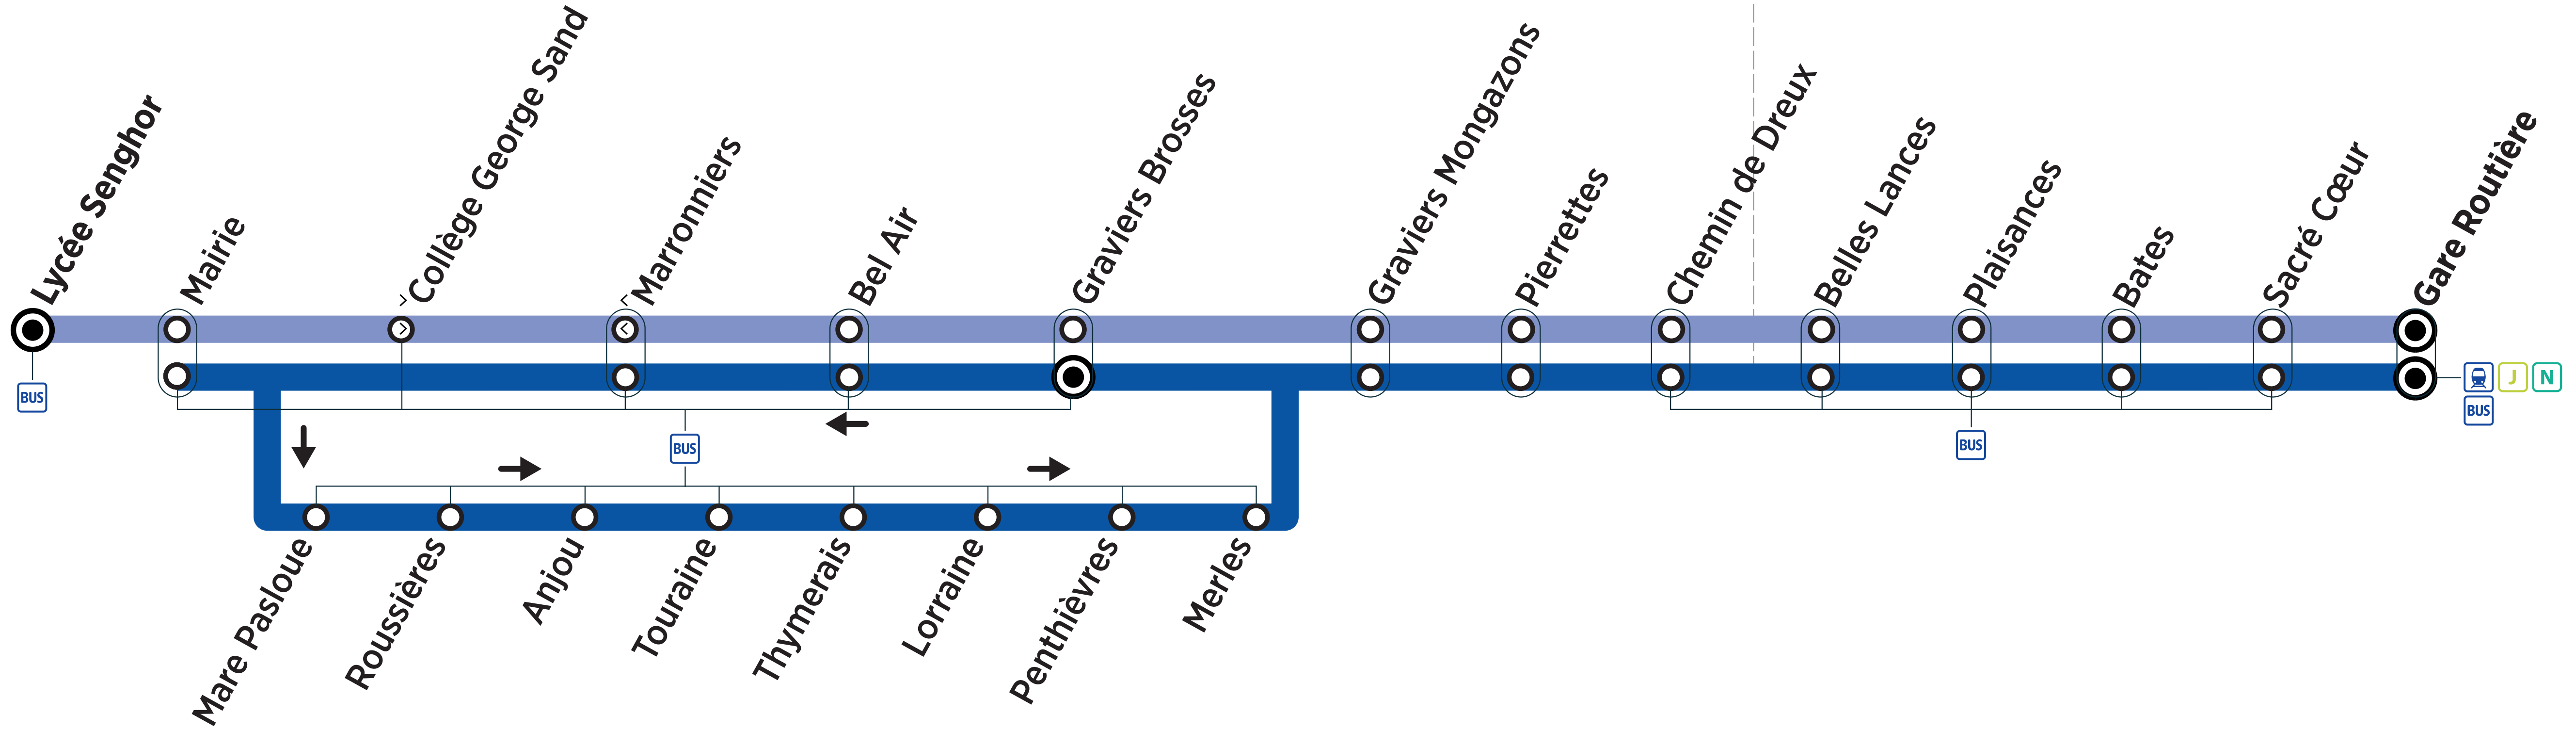 Lycée Senghor
Mairie
> Collège George Sand
< Marronniers
Bel Air
Graviers Brosses
Graviers Mongazons
Pierrettes
Chemin de Dreux
Belles Lances
Plaisances
Bates
Sacré Cœur
Gare Routière
BUS
J
N
BUS
BUS
BUS
Mare Pasloue
Roussières
Anjou
Touraine
Thymerais
Lorraine
Penthièvres
Merles